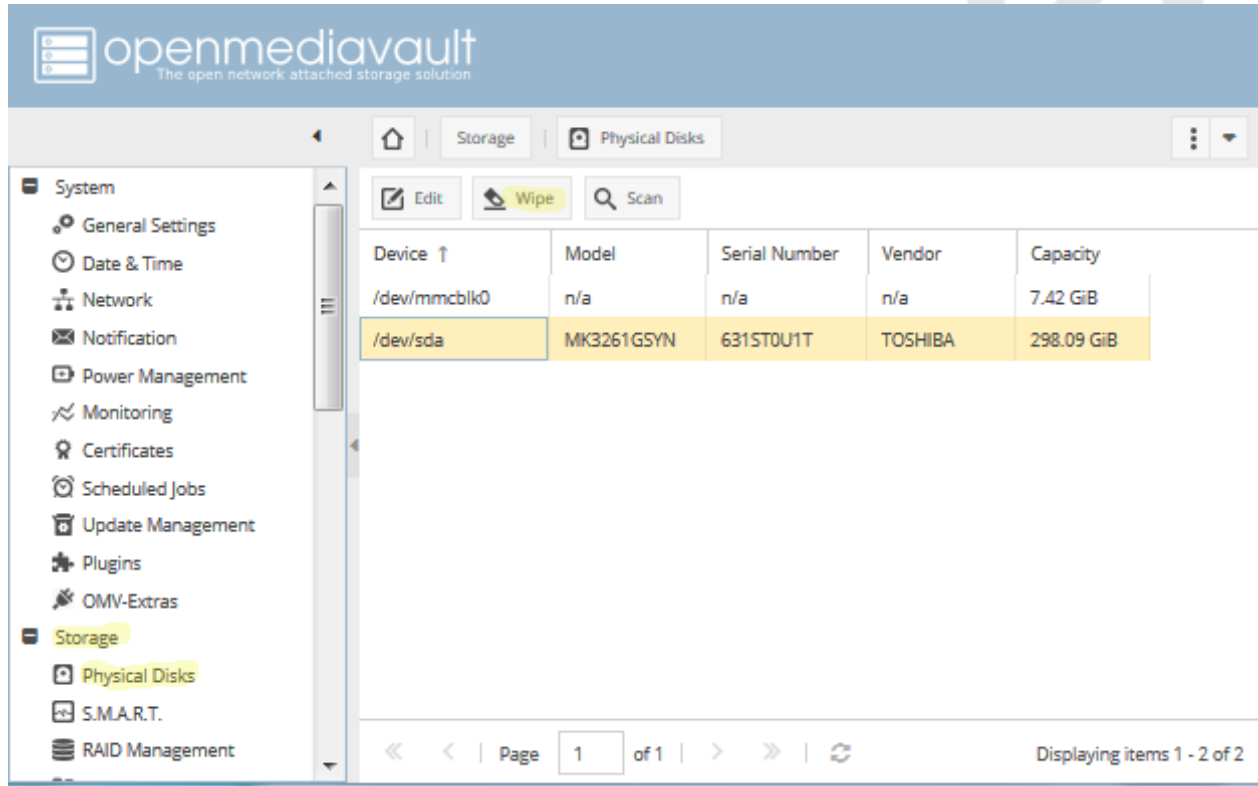 openmediavault
The open network attached storage solution
Storage
Physical Disks
System
General Settings
Date & Time
Network
Notification
Power Management
Monitoring
Certificates
Scheduled Jobs
Update Management
Plugins
OMV-Extras
Storage
Physical Disks
S.M.A.R.T.
RAID Management
Edit Wipe Scan
Device ↑ Model Serial Number Vendor Capacity
/dev/mmcblk0 n/a n/a n/a 7.42 GiB
/dev/sda MK3261GSYN 631ST0U1T TOSHIBA 298.09 GiB
Page 1 of 1 Displaying items 1 - 2 of 2